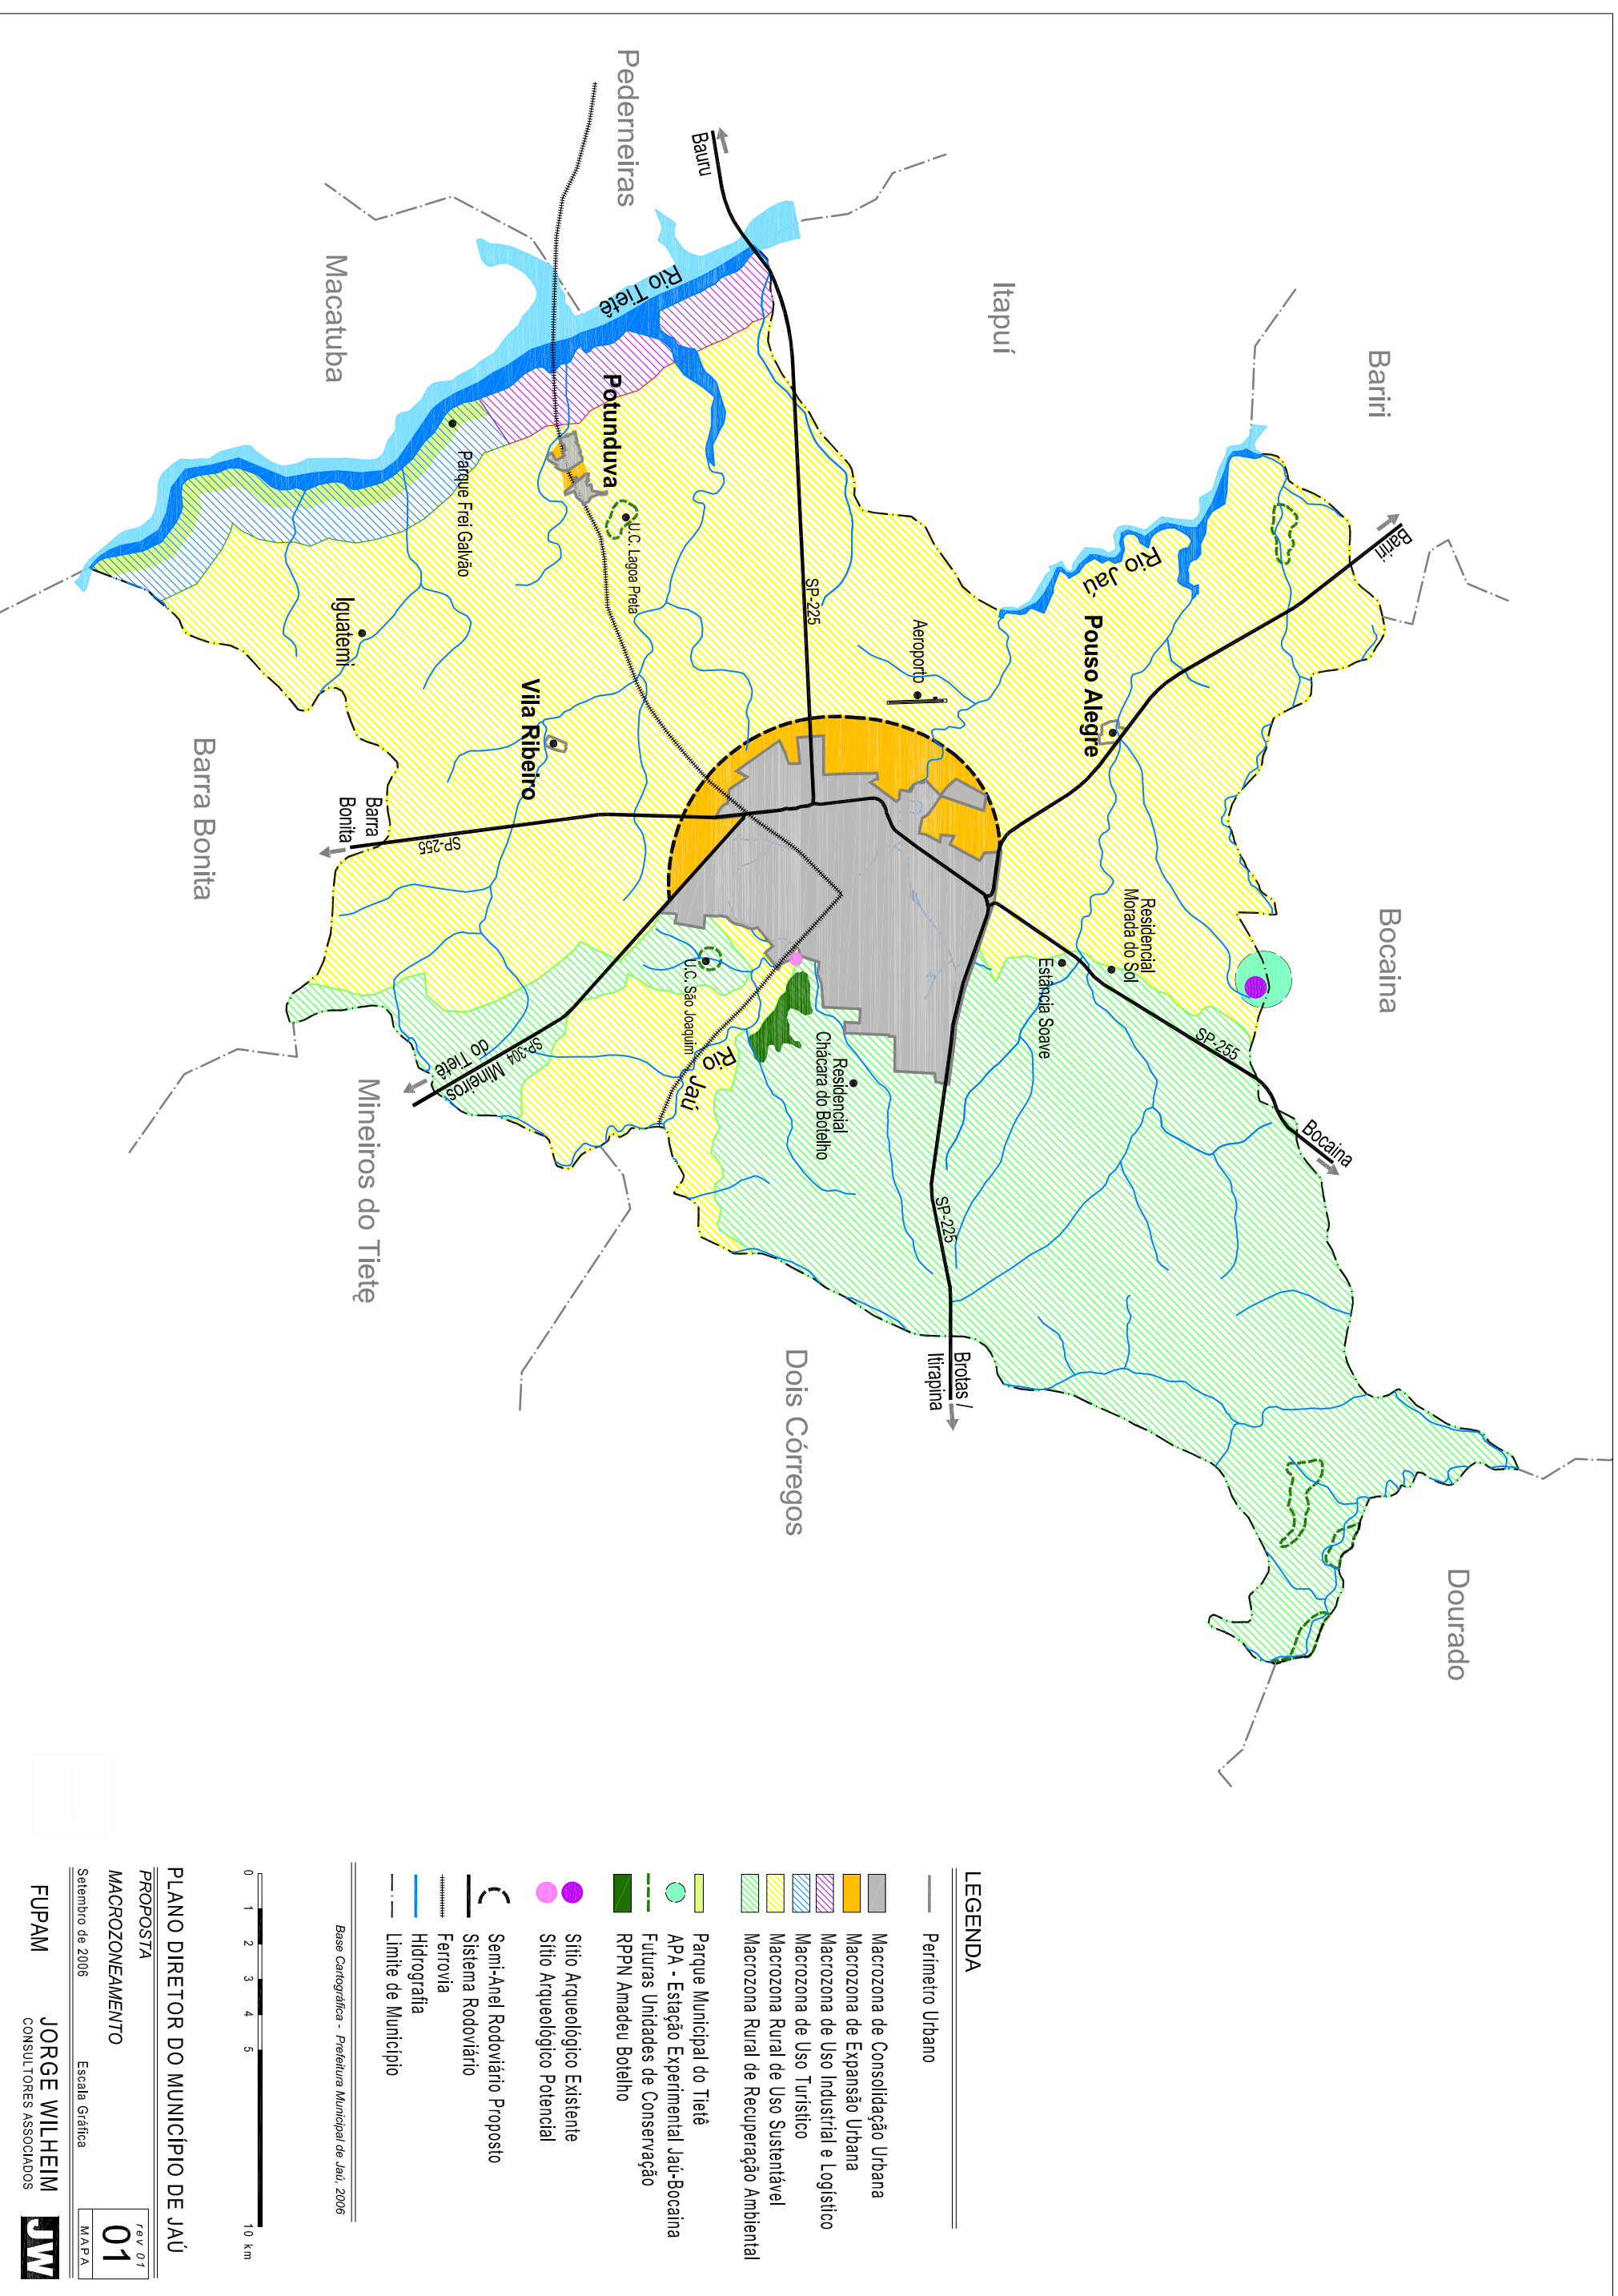 Pederneiras
Bauru
Itapuí
Bariri
Macatuba
Rio Tietê
Potunduva
Parque Frei Galvão
U.C. Lagoa Preta
SP-225
Rio Jaú
Bariri
Iguatemi
Aeroporto
Pouso Alegre
Vila Ribeiro
Barra Bonita
Barra
Bonita
SP-255
Residencial
Morada do Sol
Estância Soave
Bocaina
U.C. São Joaquim
Rio Jaú
Residencial
Chácara do Botelho
SP-255
Bocaina
SP-304
Mineiros
do Tietê
Mineiros do Tietę
SP-225
Brotas /
Itirapina
Dois Córregos
Dourado
LEGENDA
Perímetro Urbano
Macrozona de Consolidação Urbana
Macrozona de Expansão Urbana
Macrozona de Uso Industrial e Logístico
Macrozona de Uso Turístico
Macrozona Rural de Uso Sustentável
Macrozona Rural de Recuperação Ambiental
Parque Municipal do Tietê
APA - Estação Experimental Jaú-Bocaina
Futuras Unidades de Conservação
RPPN Amadeu Botelho
Sítio Arqueológico Existente
Sítio Arqueológico Potencial
Semi-Anel Rodoviário Proposto
Sistema Rodoviário
Ferrovia
Hidrografia
Limite de Município
Base Cartográfica - Prefeitura Municipal de Jaú, 2006
0 1 2 3 4 5 10 km
PLANO DIRETOR DO MUNICÍPIO DE JAÚ
PROPOSTA
MACROZONEAMENTO
rev 01
01
MAPA
Setembro de 2006 Escala Gráfica
FUPAM
JORGE WILHEIM
CONSULTORES ASSOCIADOS
JW